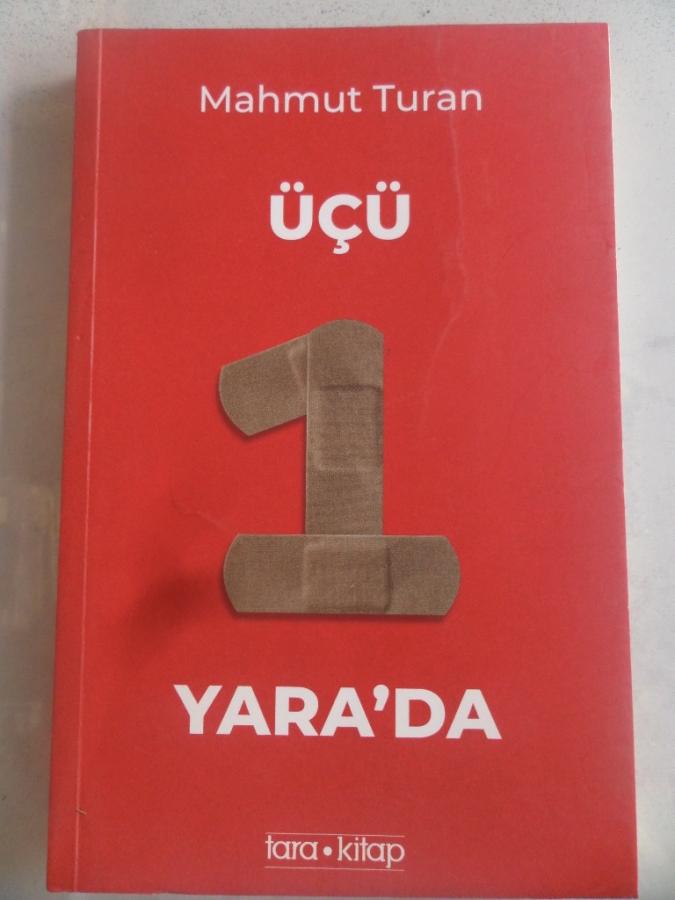 Mahmut Turan
ÜÇÜ
1
YARA'DA
tara•kitap